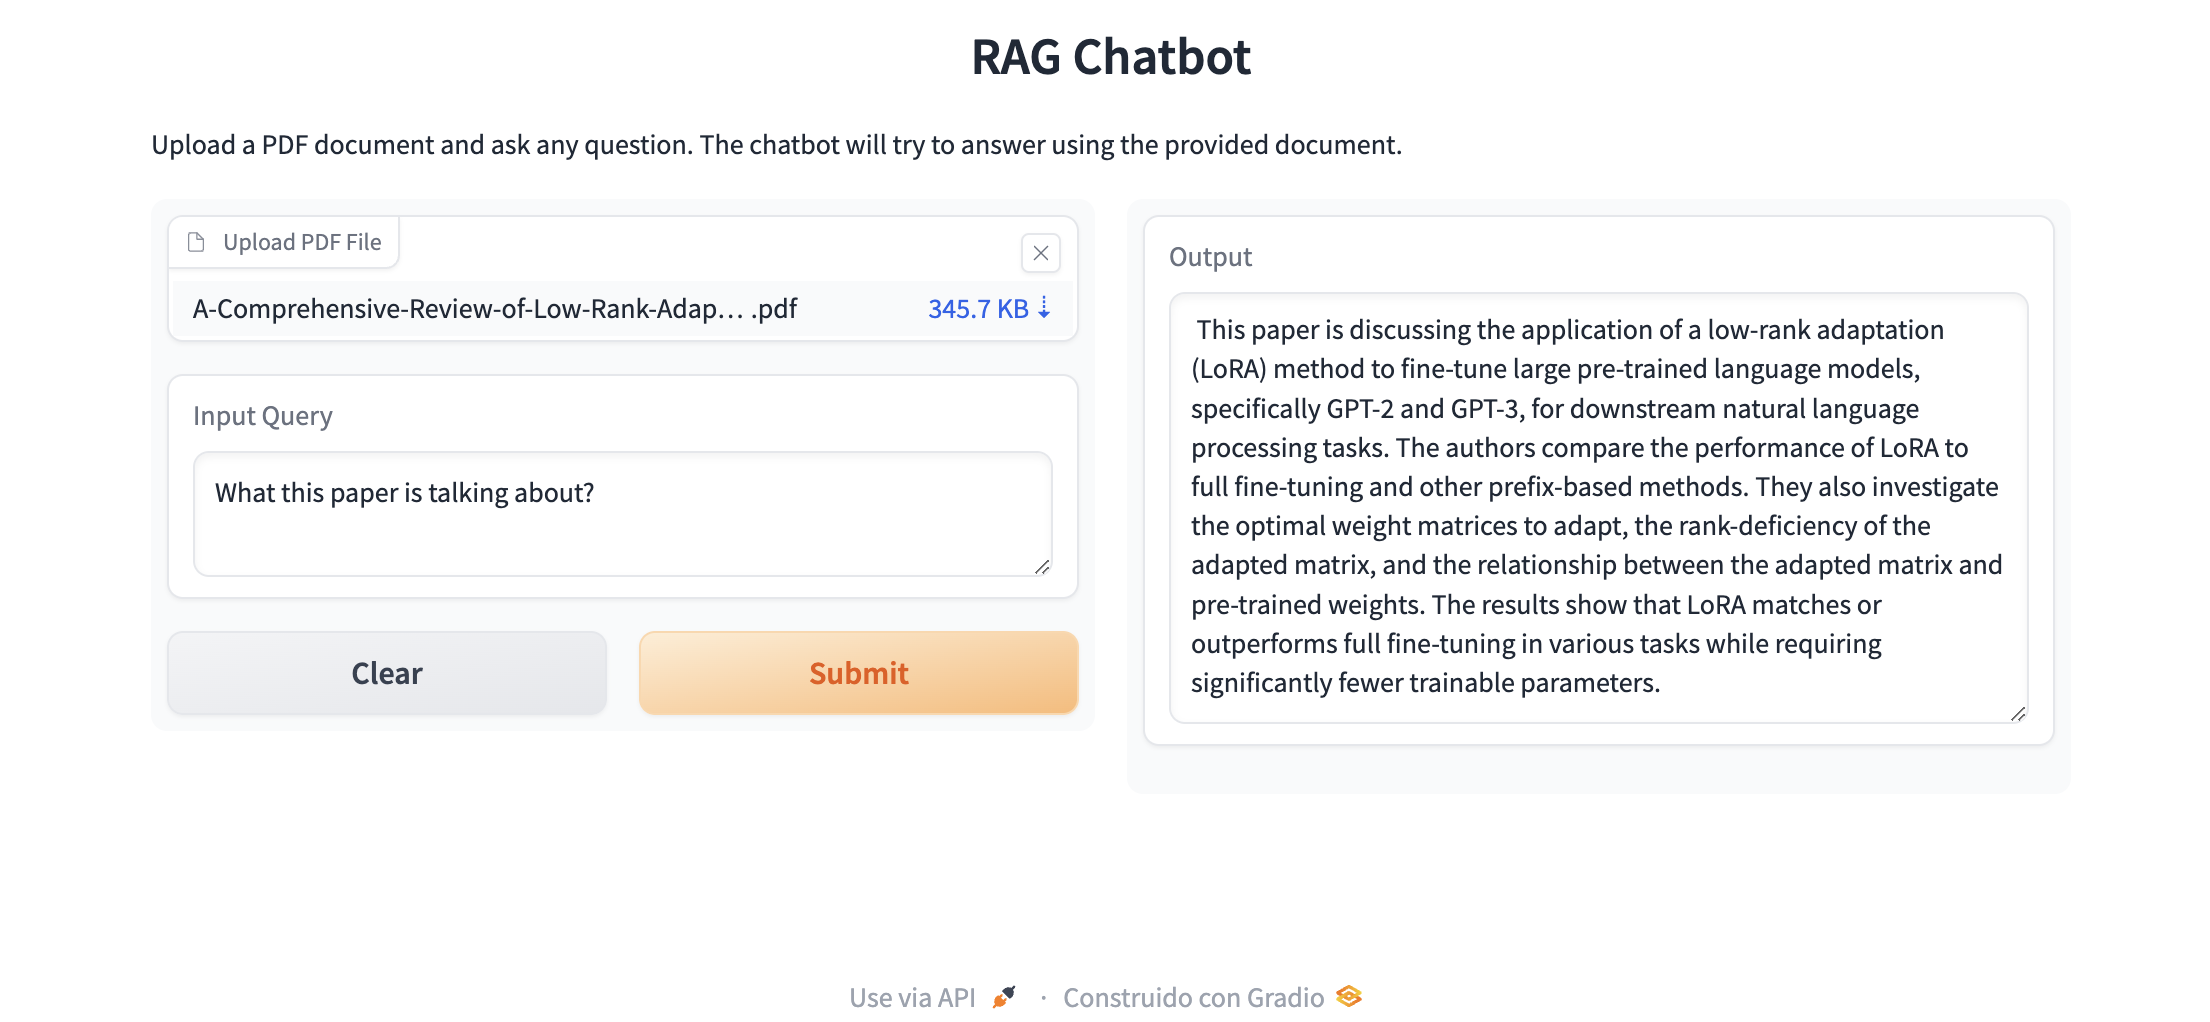 RAG Chatbot
Upload a PDF document and ask any question. The chatbot will try to answer using the provided document.
Upload PDF File
A-Comprehensive-Review-of-Low-Rank-Adap… .pdf 345.7 KB ⇣
Input Query
What this paper is talking about?
Clear Submit
Output
This paper is discussing the application of a low-rank adaptation
(LoRA) method to fine-tune large pre-trained language models,
specifically GPT-2 and GPT-3, for downstream natural language
processing tasks. The authors compare the performance of LoRA to
full fine-tuning and other prefix-based methods. They also investigate
the optimal weight matrices to adapt, the rank-deficiency of the
adapted matrix, and the relationship between the adapted matrix and
pre-trained weights. The results show that LoRA matches or
outperforms full fine-tuning in various tasks while requiring
significantly fewer trainable parameters.
Use via API · Construido con Gradio